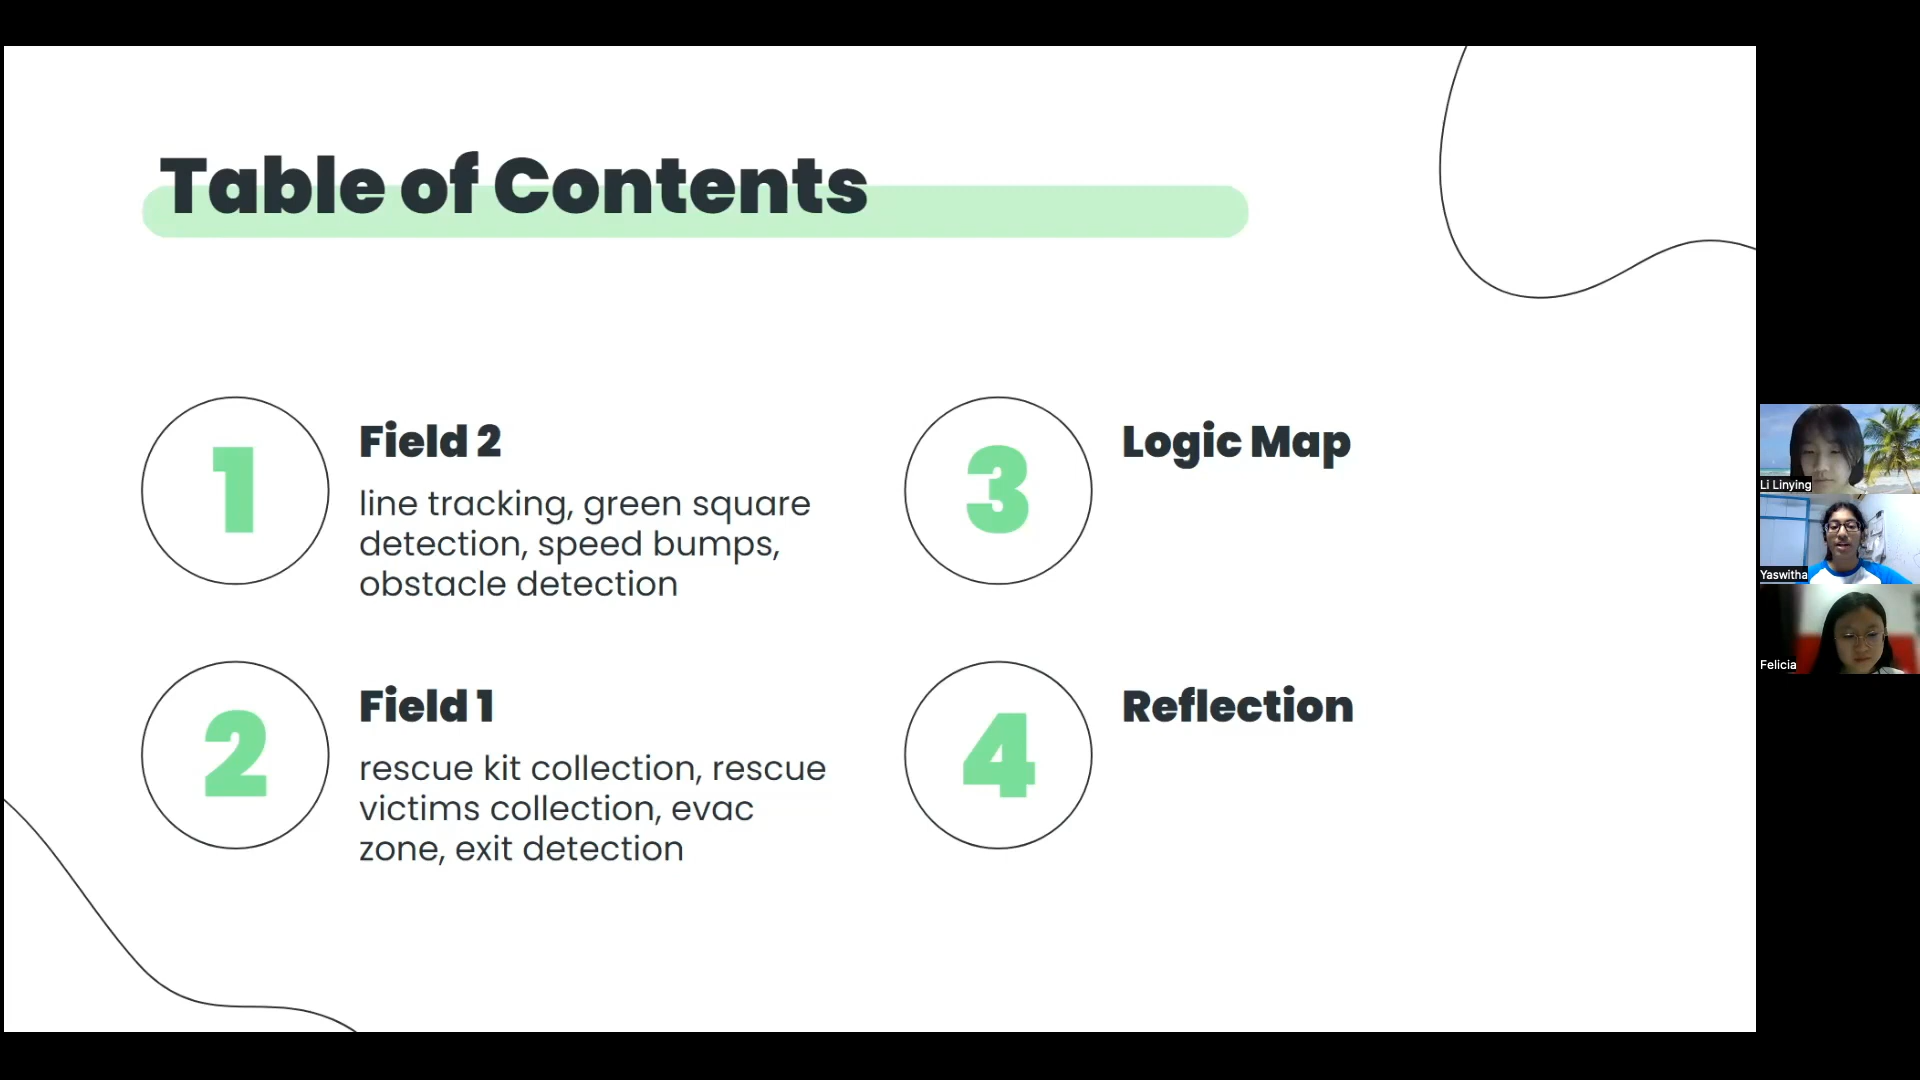 Table of Contents
1
Field 2
line tracking, green square
detection, speed bumps,
obstacle detection
2
Field 1
rescue kit collection, rescue
victims collection, evac
zone, exit detection
3
Logic Map
4
Reflection
Li Linying
Yaswitha
Felicia